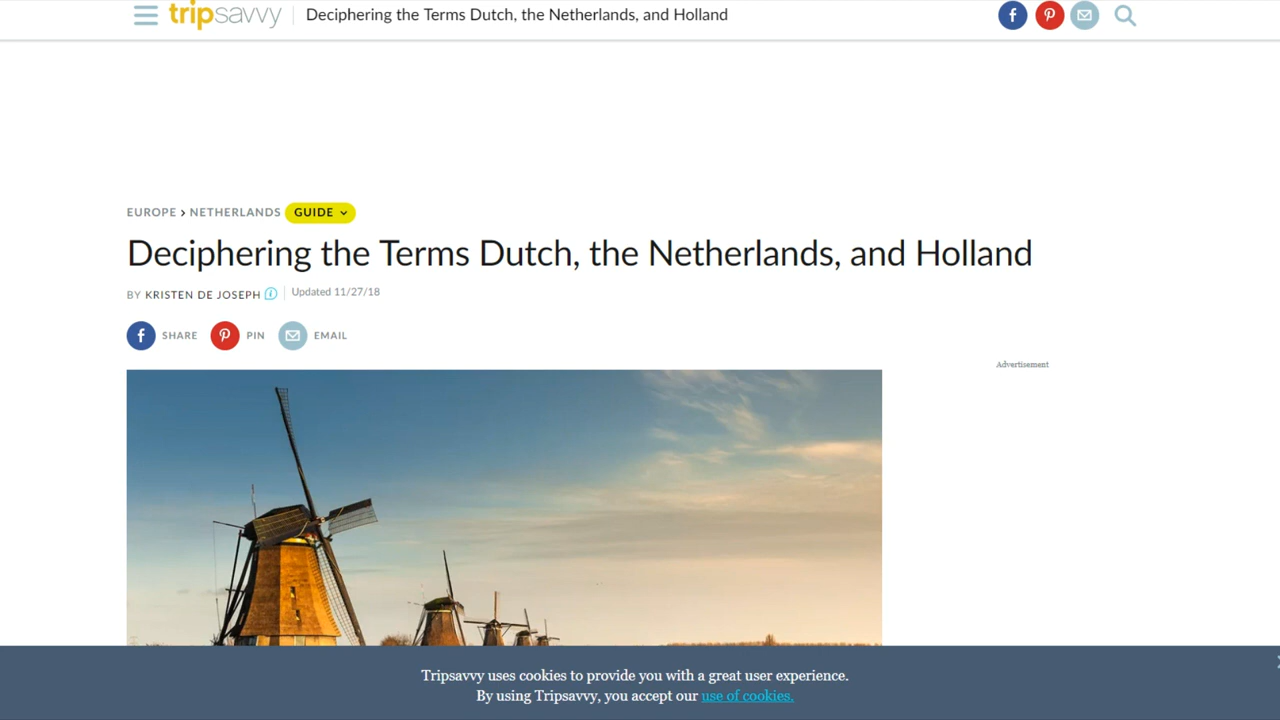 tripsavvy
Deciphering the Terms Dutch, the Netherlands, and Holland
EUROPE > NETHERLANDS GUIDE
Deciphering the Terms Dutch, the Netherlands, and Holland
BY KRISTEN DE JOSEPH Updated 11/27/18
SHARE PIN EMAIL
Advertisement
Tripsavvy uses cookies to provide you with a great user experience.
By using Tripsavvy, you accept our use of cookies.